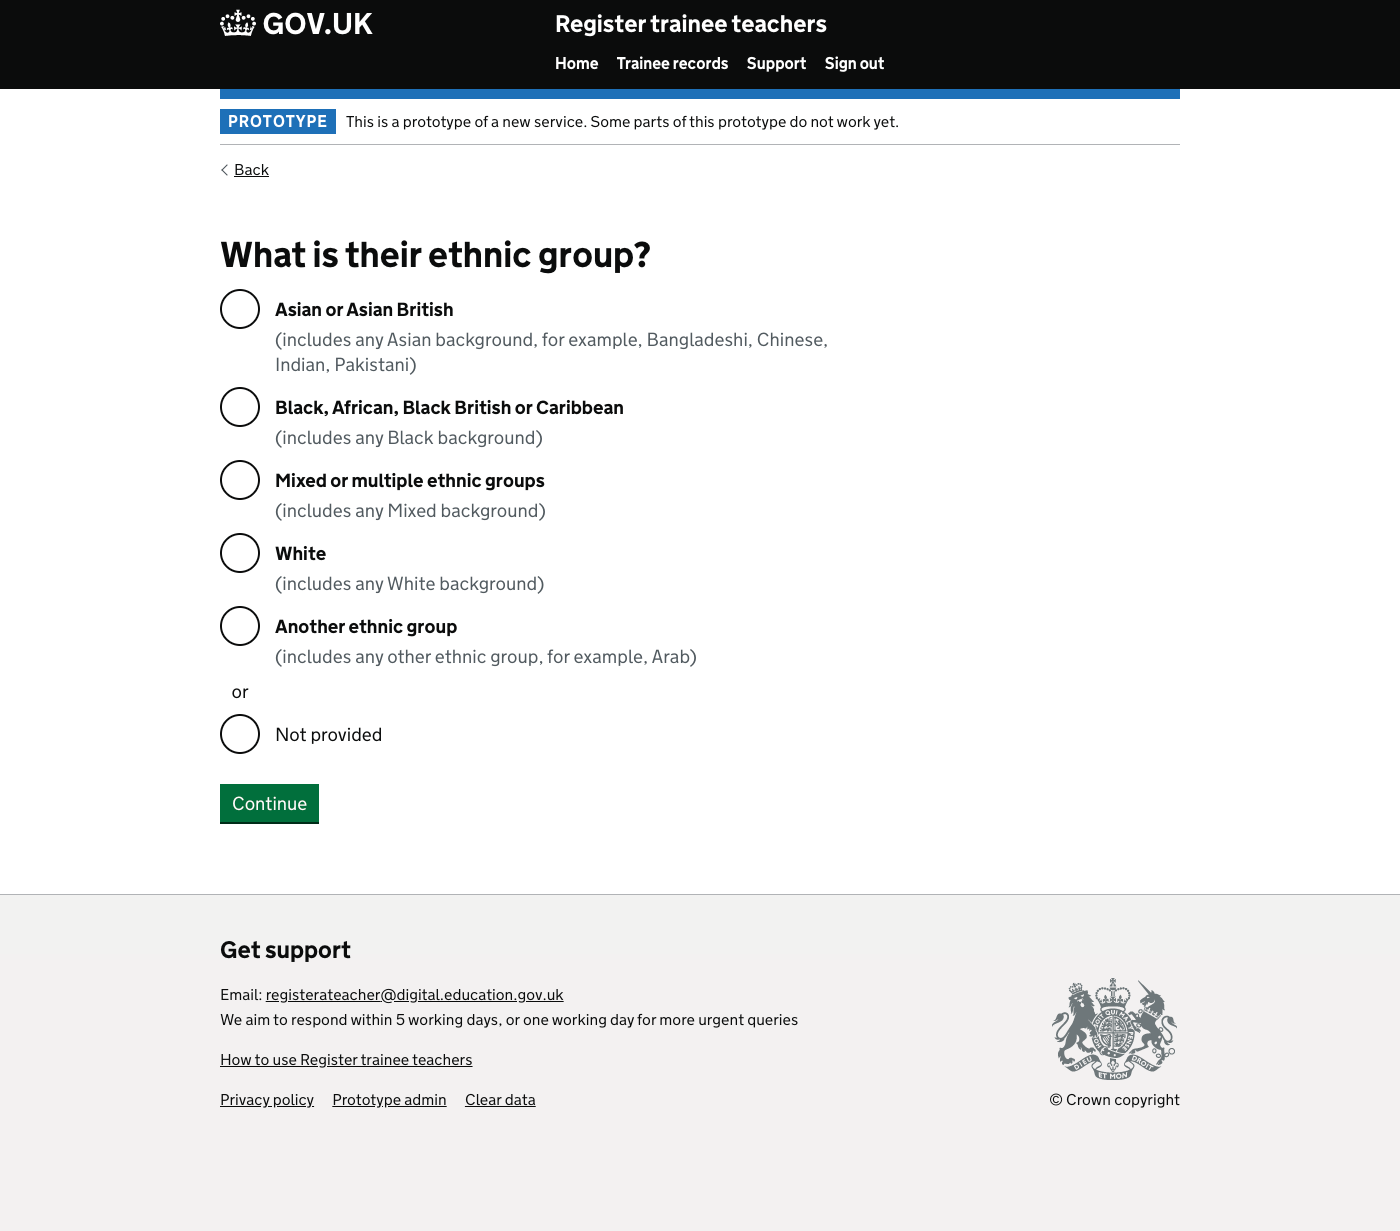 GOV.UK
Register trainee teachers
Home Trainee records Support Sign out
PROTOTYPE This is a prototype of a new service. Some parts of this prototype do not work yet.
Back
What is their ethnic group?
Asian or Asian British
(includes any Asian background, for example, Bangladeshi, Chinese,
Indian, Pakistani)
Black, African, Black British or Caribbean
(includes any Black background)
Mixed or multiple ethnic groups
(includes any Mixed background)
White
(includes any White background)
Another ethnic group
(includes any other ethnic group, for example, Arab)
or
Not provided
Continue
Get support
Email: registerateacher@digital.education.gov.uk
We aim to respond within 5 working days, or one working day for more urgent queries
How to use Register trainee teachers
Privacy policy Prototype admin Clear data
DIEU ET MON DROIT
© Crown copyright